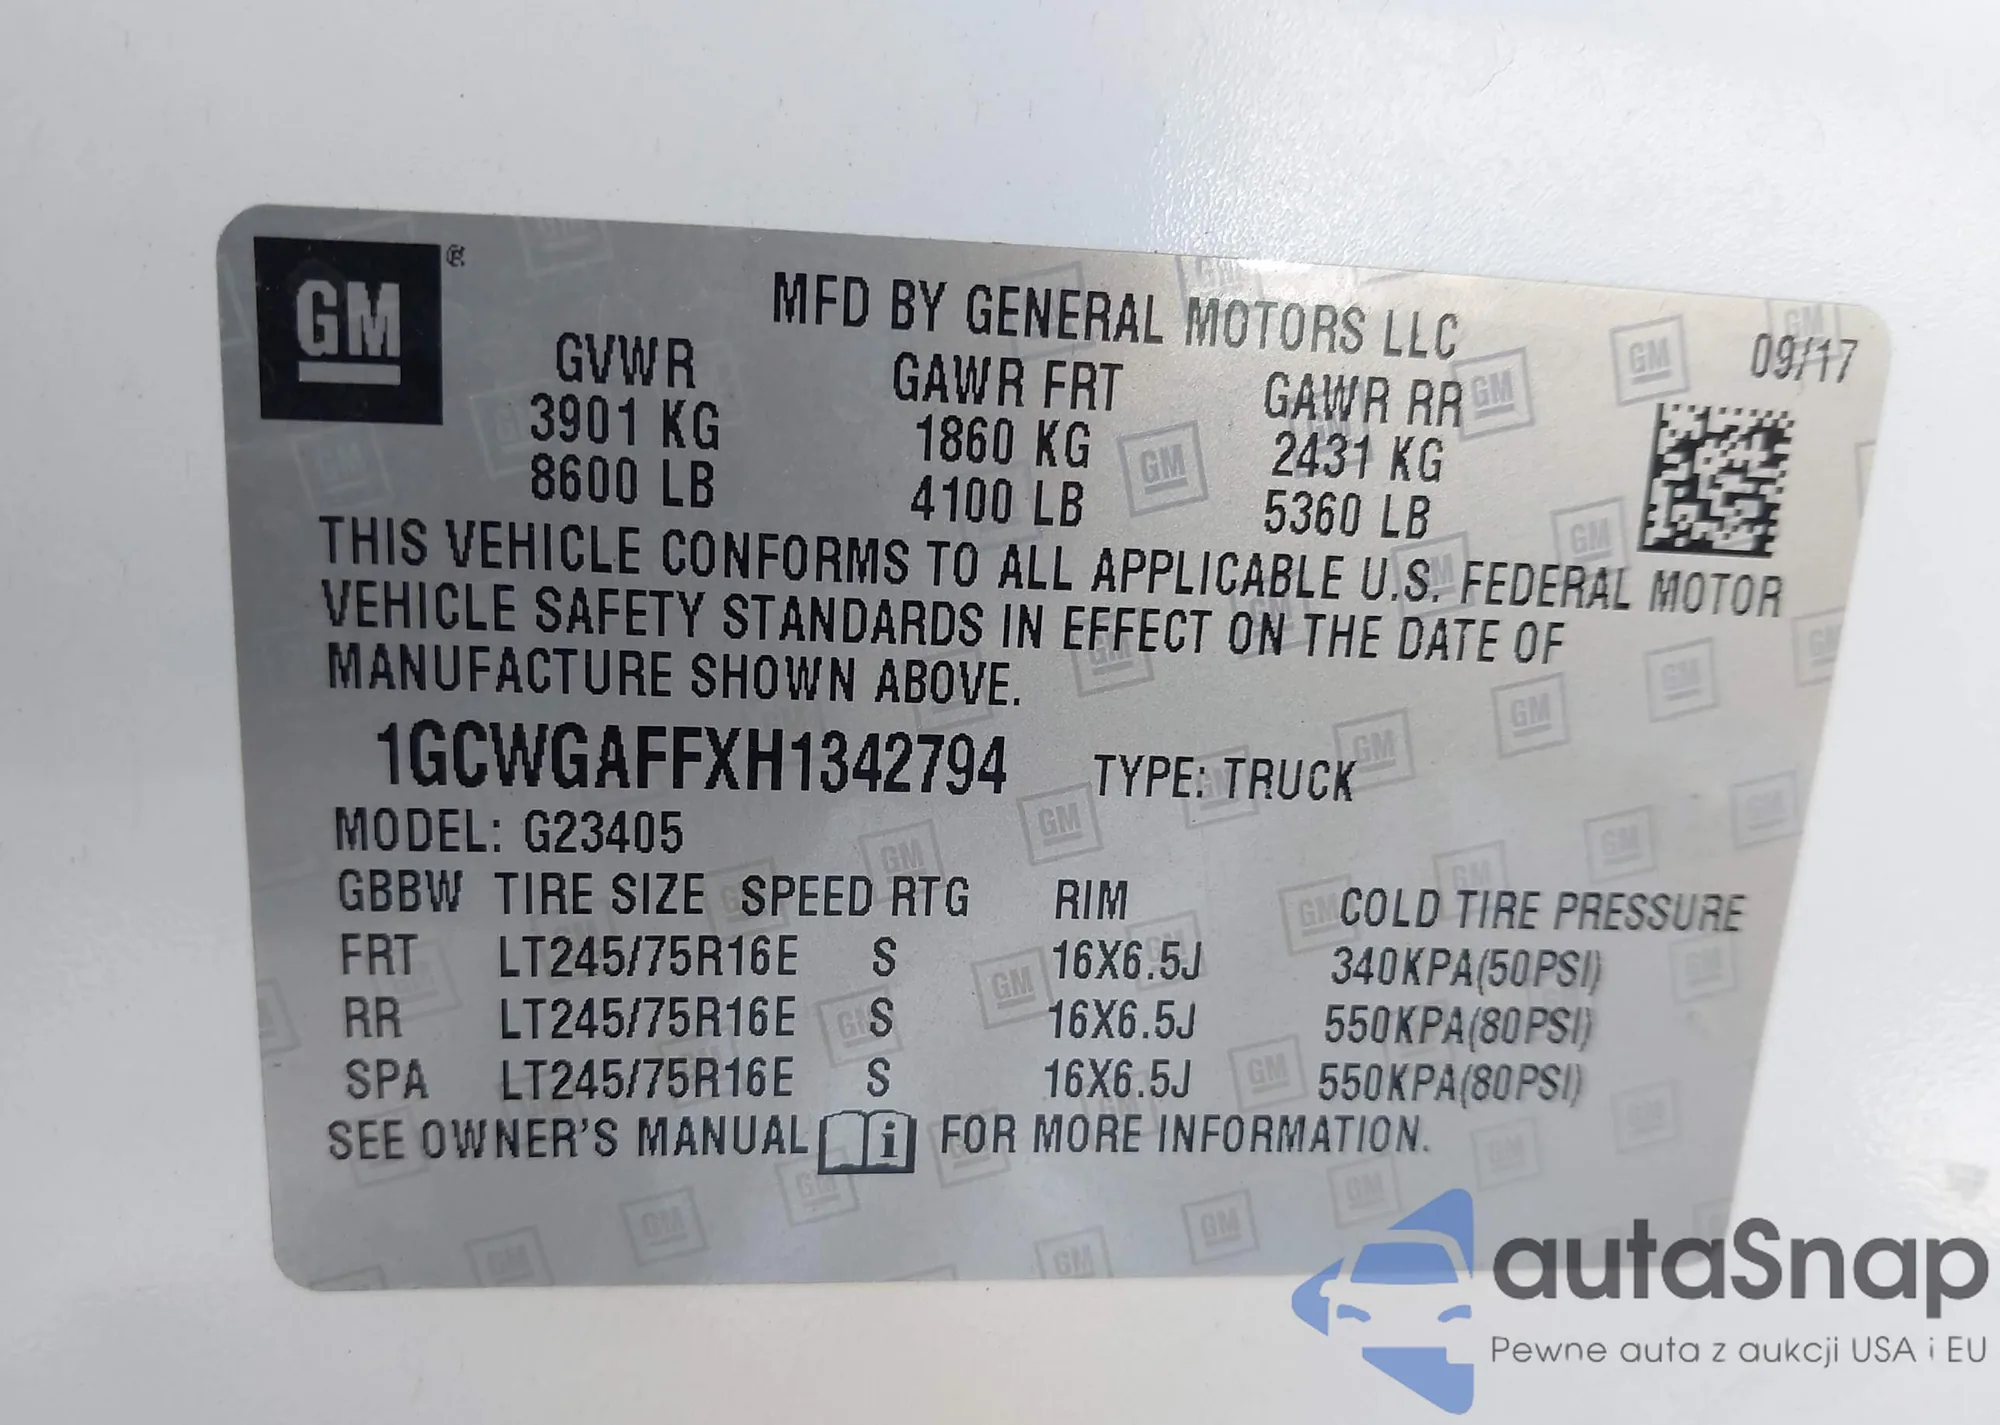 GM®
MFD BY GENERAL MOTORS LLC
09/17
GVWR GAWR FRT GAWR RR
3901 KG 1860 KG 2431 KG
8600 LB 4100 LB 5360 LB
THIS VEHICLE CONFORMS TO ALL APPLICABLE U.S. FEDERAL MOTOR
VEHICLE SAFETY STANDARDS IN EFFECT ON THE DATE OF
MANUFACTURE SHOWN ABOVE.
1GCWGAFFXH1342794 TYPE: TRUCK
MODEL: G23405
GBBW TIRE SIZE SPEED RTG RIM COLD TIRE PRESSURE
FRT LT245/75R16E S 16X6.5J 340KPA(50PSI)
RR LT245/75R16E S 16X6.5J 550KPA(80PSI)
SPA LT245/75R16E S 16X6.5J 550KPA(80PSI)
SEE OWNER'S MANUAL i FOR MORE INFORMATION.
autaSnap
Pewne auta z aukcji USA i EU